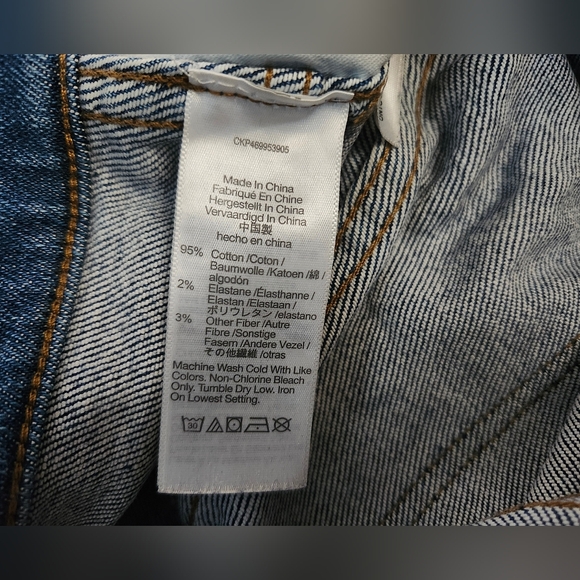 CKP469953905
Made In China
Fabriqué En Chine
Hergestellt In China
Vervaardigd In China
中国製
hecho en china
95% Cotton /Coton /
Baumwolle /Katoen /綿 /
algodón
2% Elastane /Élasthanne /
Elastan /Elastaan /
ポリウレタン /elastano
3% Other Fiber /Autre
Fibre /Sonstige
Fasern /Andere Vezel /
その他繊維 /otras
Machine Wash Cold With Like
Colors. Non-Chlorine Bleach
Only. Tumble Dry Low. Iron
On Lowest Setting.
30